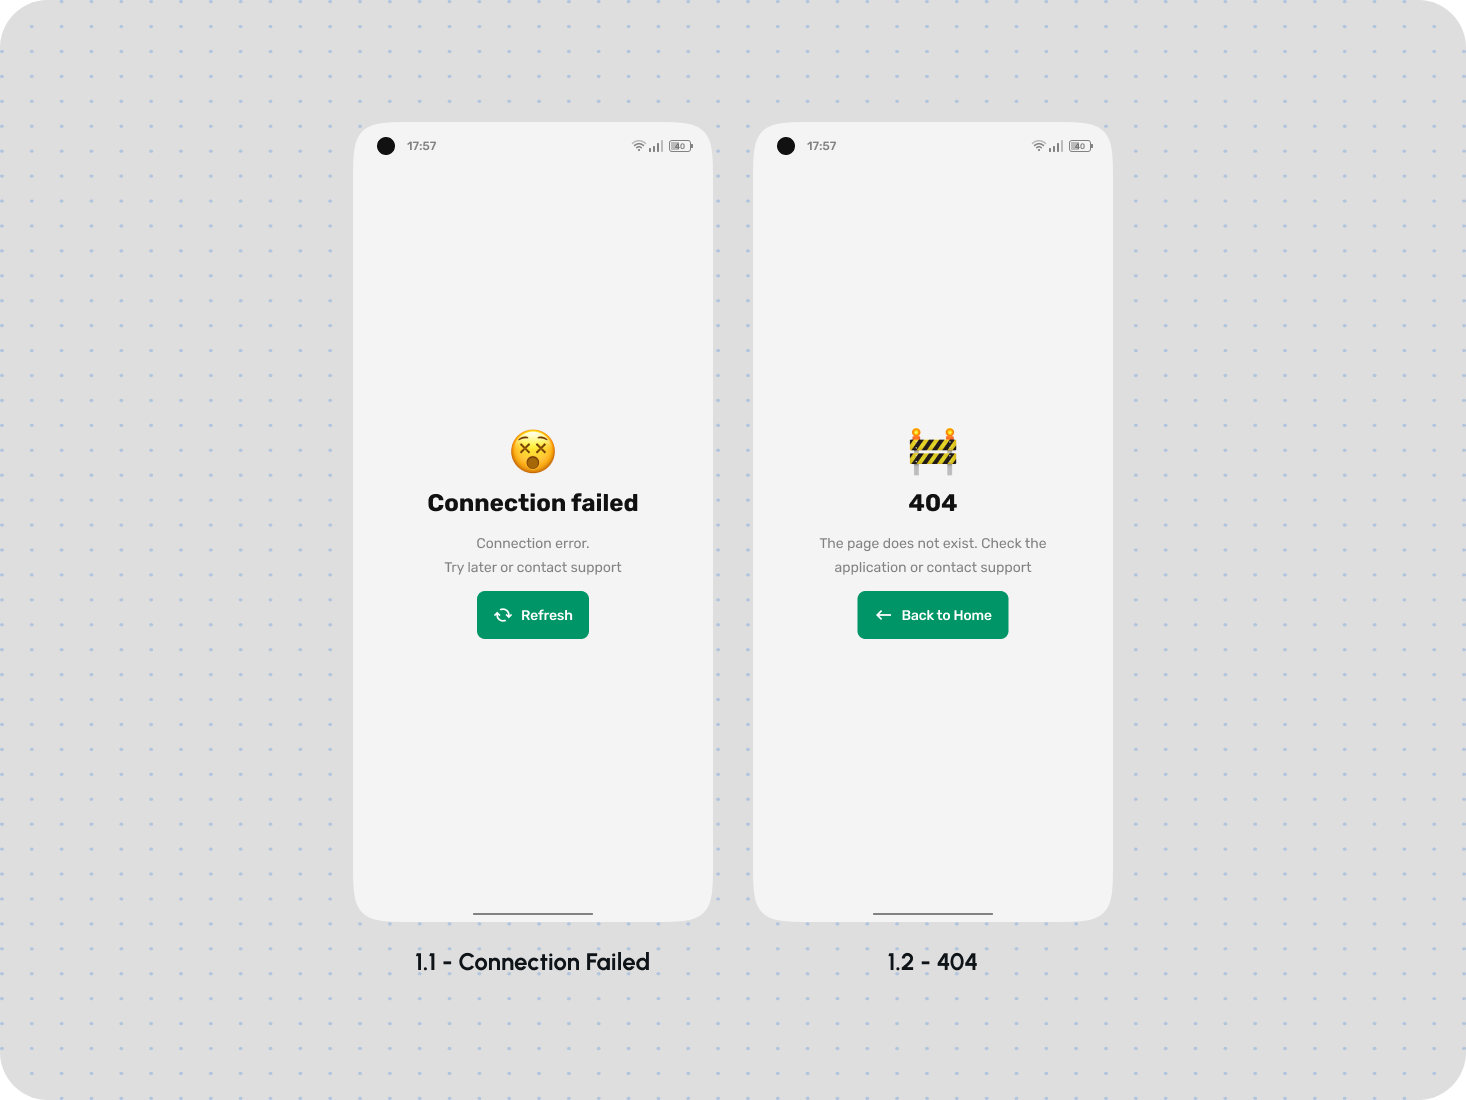 17:57
40
Connection failed
Connection error.
Try later or contact support
Refresh
17:57
40
404
The page does not exist. Check the
application or contact support
Back to Home
1.1 - Connection Failed
1.2 - 404